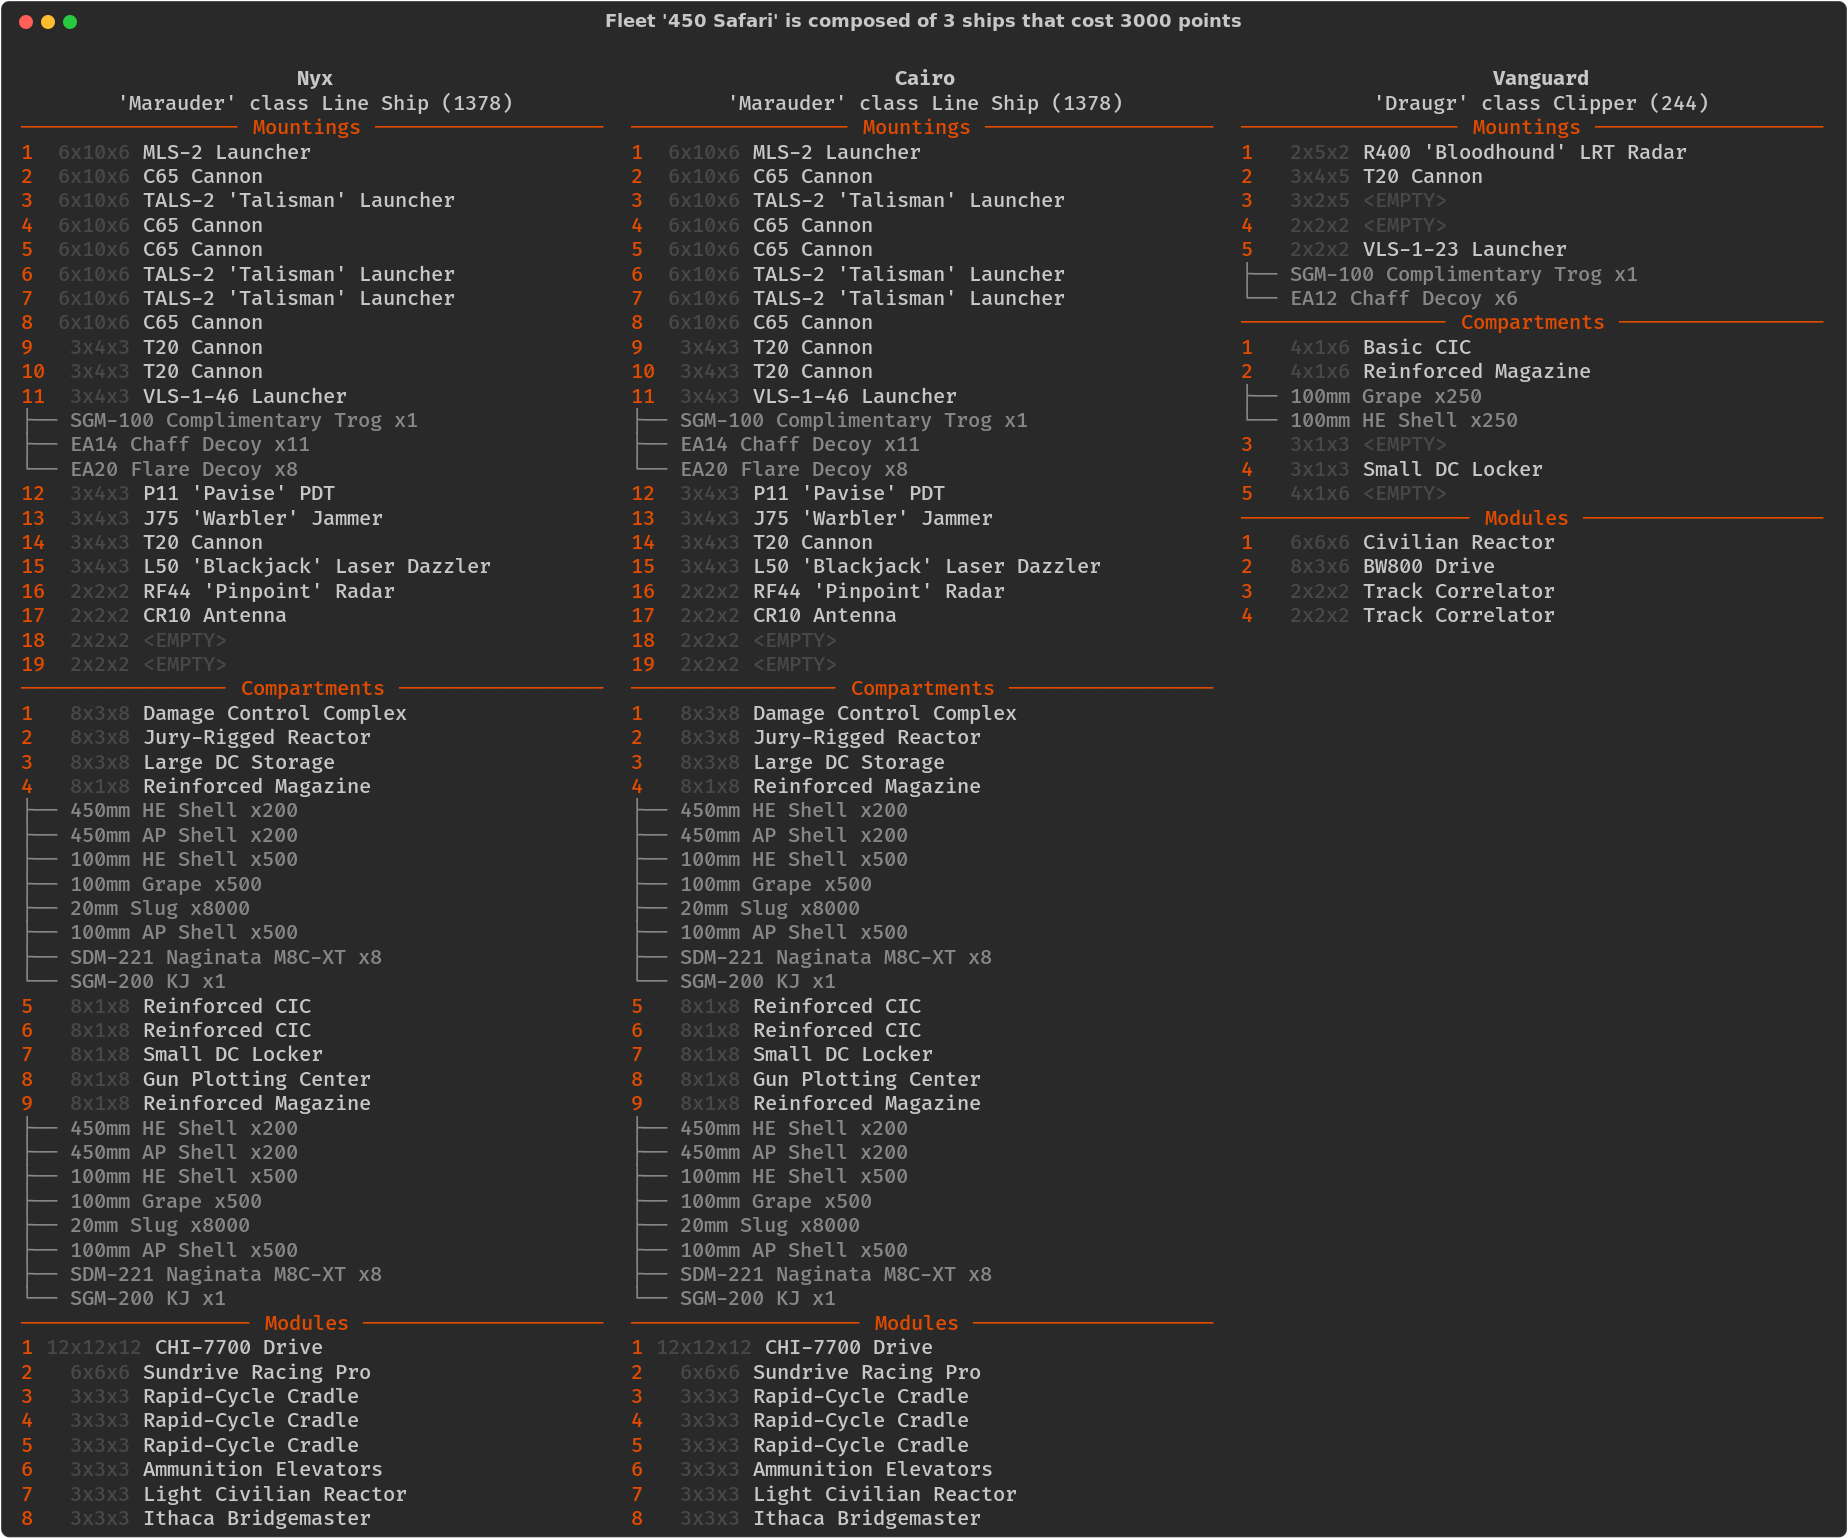 Fleet '450 Safari' is composed of 3 ships that cost 3000 points
Nyx
'Marauder' class Line Ship (1378)
Mountings
1 6x10x6 MLS-2 Launcher
2 6x10x6 C65 Cannon
3 6x10x6 TALS-2 'Talisman' Launcher
4 6x10x6 C65 Cannon
5 6x10x6 C65 Cannon
6 6x10x6 TALS-2 'Talisman' Launcher
7 6x10x6 TALS-2 'Talisman' Launcher
8 6x10x6 C65 Cannon
9 3x4x3 T20 Cannon
10 3x4x3 T20 Cannon
11 3x4x3 VLS-1-46 Launcher
SGM-100 Complimentary Trog x1
EA14 Chaff Decoy x11
EA20 Flare Decoy x8
12 3x4x3 P11 'Pavise' PDT
13 3x4x3 J75 'Warbler' Jammer
14 3x4x3 T20 Cannon
15 3x4x3 L50 'Blackjack' Laser Dazzler
16 2x2x2 RF44 'Pinpoint' Radar
17 2x2x2 CR10 Antenna
18 2x2x2 <EMPTY>
19 2x2x2 <EMPTY>
Compartments
1 8x3x8 Damage Control Complex
2 8x3x8 Jury-Rigged Reactor
3 8x3x8 Large DC Storage
4 8x1x8 Reinforced Magazine
450mm HE Shell x200
450mm AP Shell x200
100mm HE Shell x500
100mm Grape x500
20mm Slug x8000
100mm AP Shell x500
SDM-221 Naginata M8C-XT x8
SGM-200 KJ x1
5 8x1x8 Reinforced CIC
6 8x1x8 Reinforced CIC
7 8x1x8 Small DC Locker
8 8x1x8 Gun Plotting Center
9 8x1x8 Reinforced Magazine
450mm HE Shell x200
450mm AP Shell x200
100mm HE Shell x500
100mm Grape x500
20mm Slug x8000
100mm AP Shell x500
SDM-221 Naginata M8C-XT x8
SGM-200 KJ x1
Modules
1 12x12x12 CHI-7700 Drive
2 6x6x6 Sundrive Racing Pro
3 3x3x3 Rapid-Cycle Cradle
4 3x3x3 Rapid-Cycle Cradle
5 3x3x3 Rapid-Cycle Cradle
6 3x3x3 Ammunition Elevators
7 3x3x3 Light Civilian Reactor
8 3x3x3 Ithaca Bridgemaster
Cairo
'Marauder' class Line Ship (1378)
Mountings
1 6x10x6 MLS-2 Launcher
2 6x10x6 C65 Cannon
3 6x10x6 TALS-2 'Talisman' Launcher
4 6x10x6 C65 Cannon
5 6x10x6 C65 Cannon
6 6x10x6 TALS-2 'Talisman' Launcher
7 6x10x6 TALS-2 'Talisman' Launcher
8 6x10x6 C65 Cannon
9 3x4x3 T20 Cannon
10 3x4x3 T20 Cannon
11 3x4x3 VLS-1-46 Launcher
SGM-100 Complimentary Trog x1
EA14 Chaff Decoy x11
EA20 Flare Decoy x8
12 3x4x3 P11 'Pavise' PDT
13 3x4x3 J75 'Warbler' Jammer
14 3x4x3 T20 Cannon
15 3x4x3 L50 'Blackjack' Laser Dazzler
16 2x2x2 RF44 'Pinpoint' Radar
17 2x2x2 CR10 Antenna
18 2x2x2 <EMPTY>
19 2x2x2 <EMPTY>
Compartments
1 8x3x8 Damage Control Complex
2 8x3x8 Jury-Rigged Reactor
3 8x3x8 Large DC Storage
4 8x1x8 Reinforced Magazine
450mm HE Shell x200
450mm AP Shell x200
100mm HE Shell x500
100mm Grape x500
20mm Slug x8000
100mm AP Shell x500
SDM-221 Naginata M8C-XT x8
SGM-200 KJ x1
5 8x1x8 Reinforced CIC
6 8x1x8 Reinforced CIC
7 8x1x8 Small DC Locker
8 8x1x8 Gun Plotting Center
9 8x1x8 Reinforced Magazine
450mm HE Shell x200
450mm AP Shell x200
100mm HE Shell x500
100mm Grape x500
20mm Slug x8000
100mm AP Shell x500
SDM-221 Naginata M8C-XT x8
SGM-200 KJ x1
Modules
1 12x12x12 CHI-7700 Drive
2 6x6x6 Sundrive Racing Pro
3 3x3x3 Rapid-Cycle Cradle
4 3x3x3 Rapid-Cycle Cradle
5 3x3x3 Rapid-Cycle Cradle
6 3x3x3 Ammunition Elevators
7 3x3x3 Light Civilian Reactor
8 3x3x3 Ithaca Bridgemaster
Vanguard
'Draugr' class Clipper (244)
Mountings
1 2x5x2 R400 'Bloodhound' LRT Radar
2 3x4x5 T20 Cannon
3 3x2x5 <EMPTY>
4 2x2x2 <EMPTY>
5 2x2x2 VLS-1-23 Launcher
SGM-100 Complimentary Trog x1
EA12 Chaff Decoy x6
Compartments
1 4x1x6 Basic CIC
2 4x1x6 Reinforced Magazine
100mm Grape x250
100mm HE Shell x250
3 3x1x3 <EMPTY>
4 3x1x3 Small DC Locker
5 4x1x6 <EMPTY>
Modules
1 6x6x6 Civilian Reactor
2 8x3x6 BW800 Drive
3 2x2x2 Track Correlator
4 2x2x2 Track Correlator